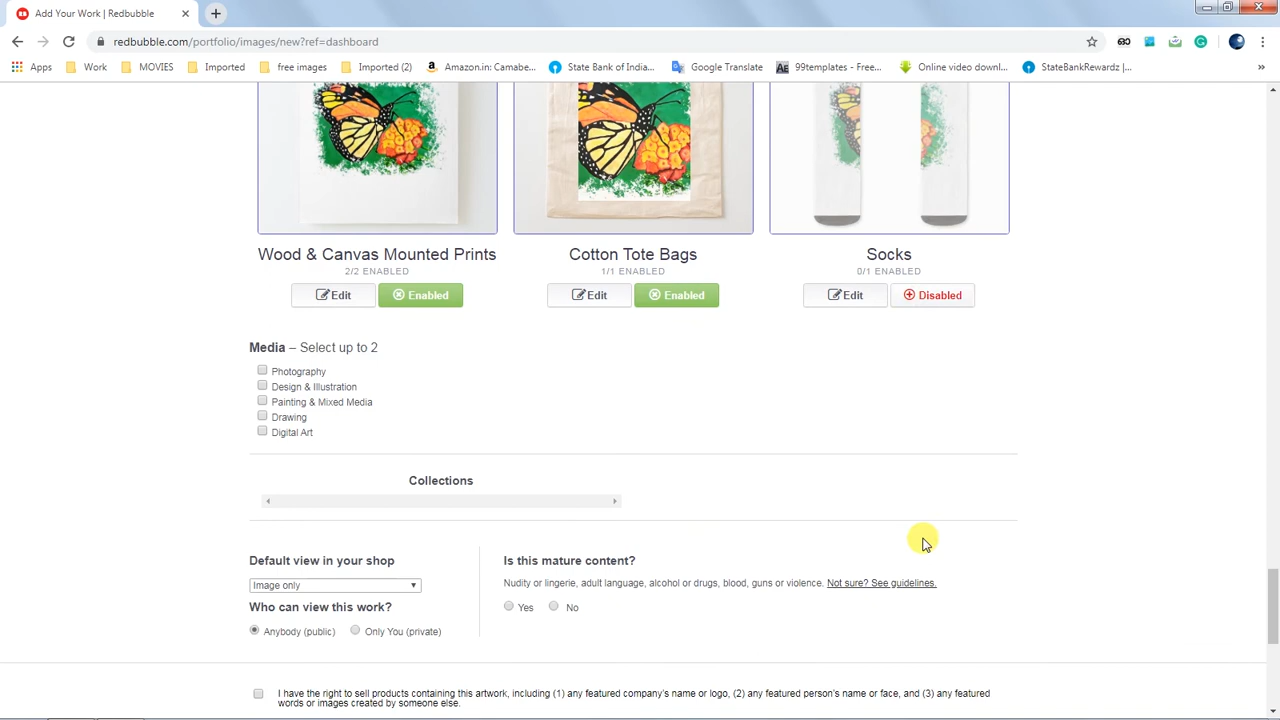 Add Your Work | Redbubble
redbubble.com/portfolio/images/new?ref=dashboard
Apps Work MOVIES Imported free images Imported (2) Amazon.in: Camabe... State Bank of India... Google Translate 99templates - Free... Online video downl... StateBankRewardz |... »
Wood & Canvas Mounted Prints Cotton Tote Bags Socks
2/2 ENABLED 1/1 ENABLED 0/1 ENABLED
Edit Enabled Edit Enabled Edit Disabled
Media – Select up to 2
Photography
Design & Illustration
Painting & Mixed Media
Drawing
Digital Art
Collections
Default view in your shop Is this mature content?
Image only Nudity or lingerie, adult language, alcohol or drugs, blood, guns or violence. Not sure? See guidelines.
Who can view this work? Yes No
Anybody (public) Only You (private)
I have the right to sell products containing this artwork, including (1) any featured company's name or logo, (2) any featured person's name or face, and (3) any featured
words or images created by someone else.